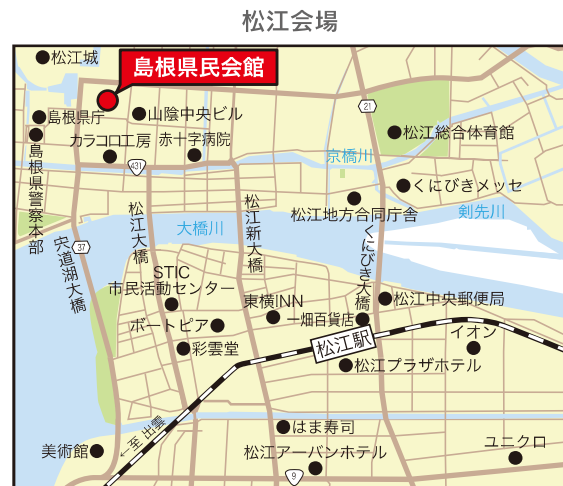 松江会場
松江城
島根県民会館
島根県庁
山陰中央ビル
21
カラコロ工房
赤十字病院
松江総合体育館
京橋川
431
島根県警察本部
くにびきメッセ
松江地方合同庁舎
剣先川
大橋川
松江大橋
松江新大橋
くにびき大橋
37
宍道湖大橋
STIC
市民活動センター
東横INN
松江中央郵便局
ボートピア
一畑百貨店
イオン
彩雲堂
松江駅
松江プラザホテル
←至 出雲
はま寿司
美術館
松江アーバンホテル
ユニクロ
9